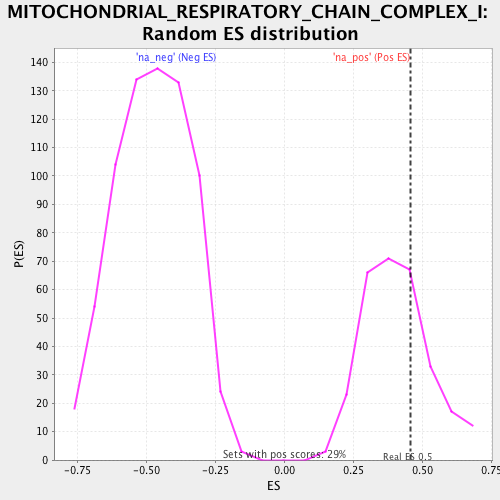 MITOCHONDRIAL_RESPIRATORY_CHAIN_COMPLEX_I:
Random ES distribution
'na_neg' (Neg ES)
'na_pos' (Pos ES)
140
130
120
110
100
90
80
70
60
50
40
30
20
10
0
P(ES)
Sets with pos scores: 29%
Real ES 0.5
-0.75
-0.50
-0.25
0.00
0.25
0.50
0.75
ES